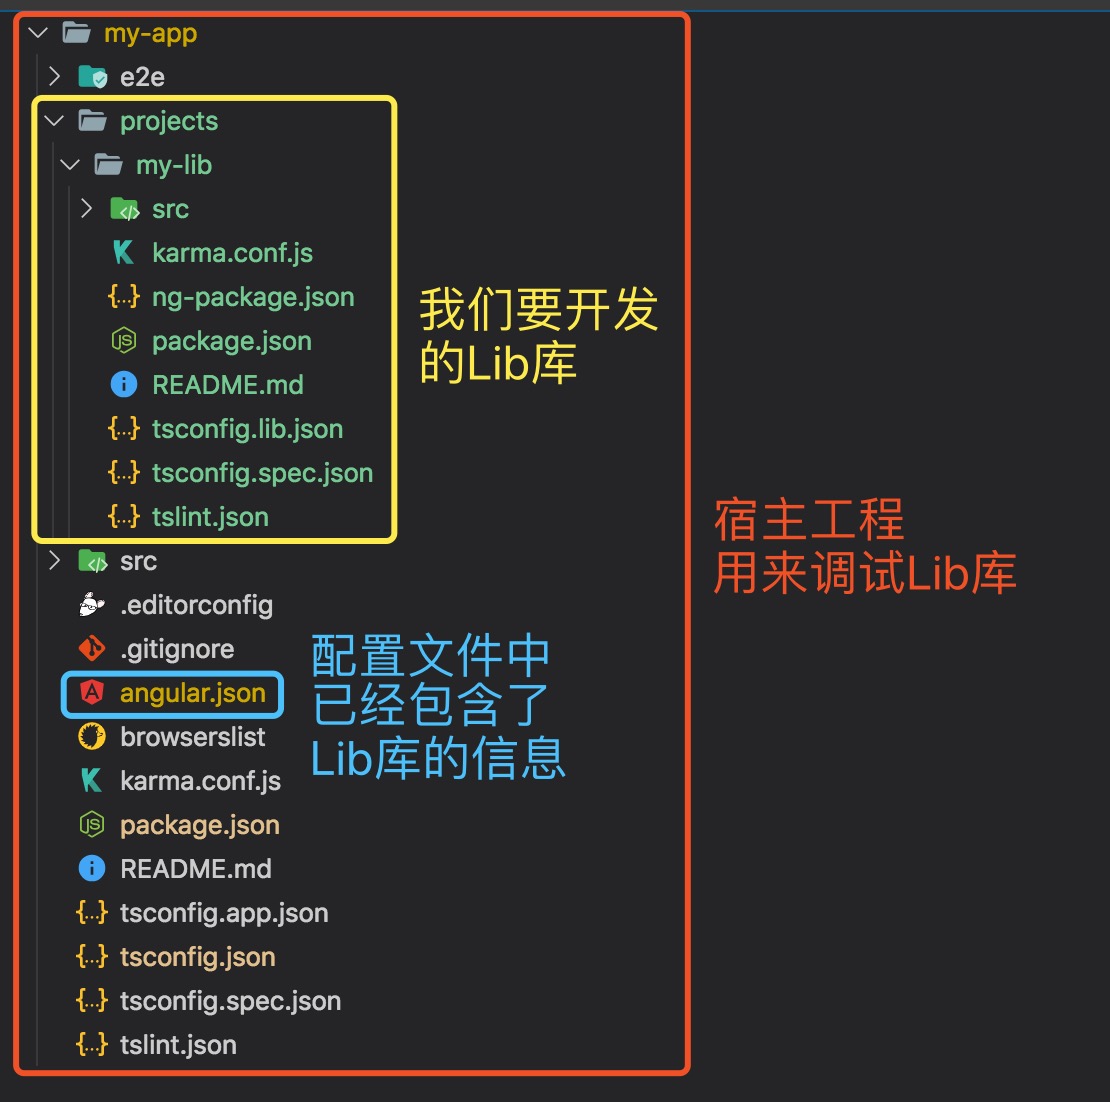 my-app
e2e
projects
my-lib
src
karma.conf.js
ng-package.json
package.json
README.md
tsconfig.lib.json
tsconfig.spec.json
tslint.json
我们要开发
的Lib库
宿主工程
用来调试Lib库
src
.editorconfig
.gitignore
angular.json
browserslist
karma.conf.js
package.json
README.md
tsconfig.app.json
tsconfig.json
tsconfig.spec.json
tslint.json
配置文件中
已经包含了
Lib库的信息